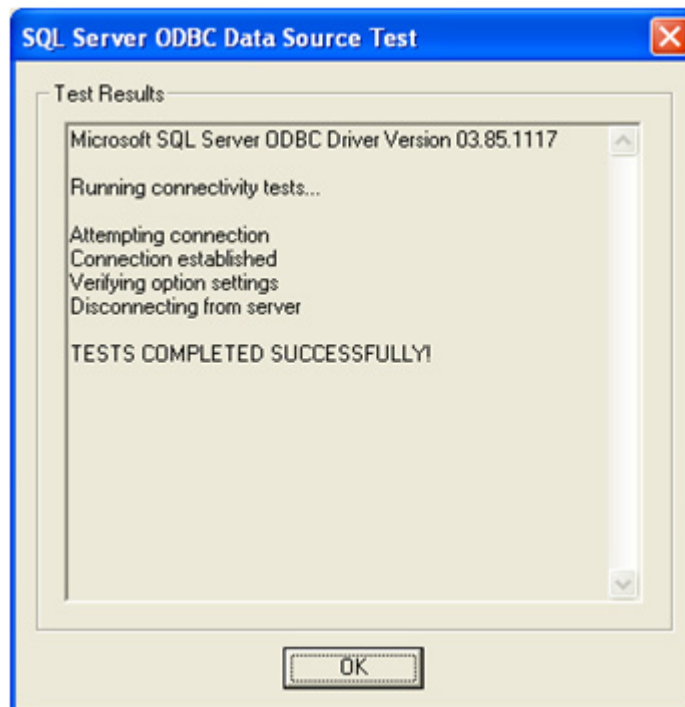 SQL Server ODBC Data Source Test
Test Results
Microsoft SQL Server ODBC Driver Version 03.85.1117
Running connectivity tests...
Attempting connection
Connection established
Verifying option settings
Disconnecting from server
TESTS COMPLETED SUCCESSFULLY!
OK